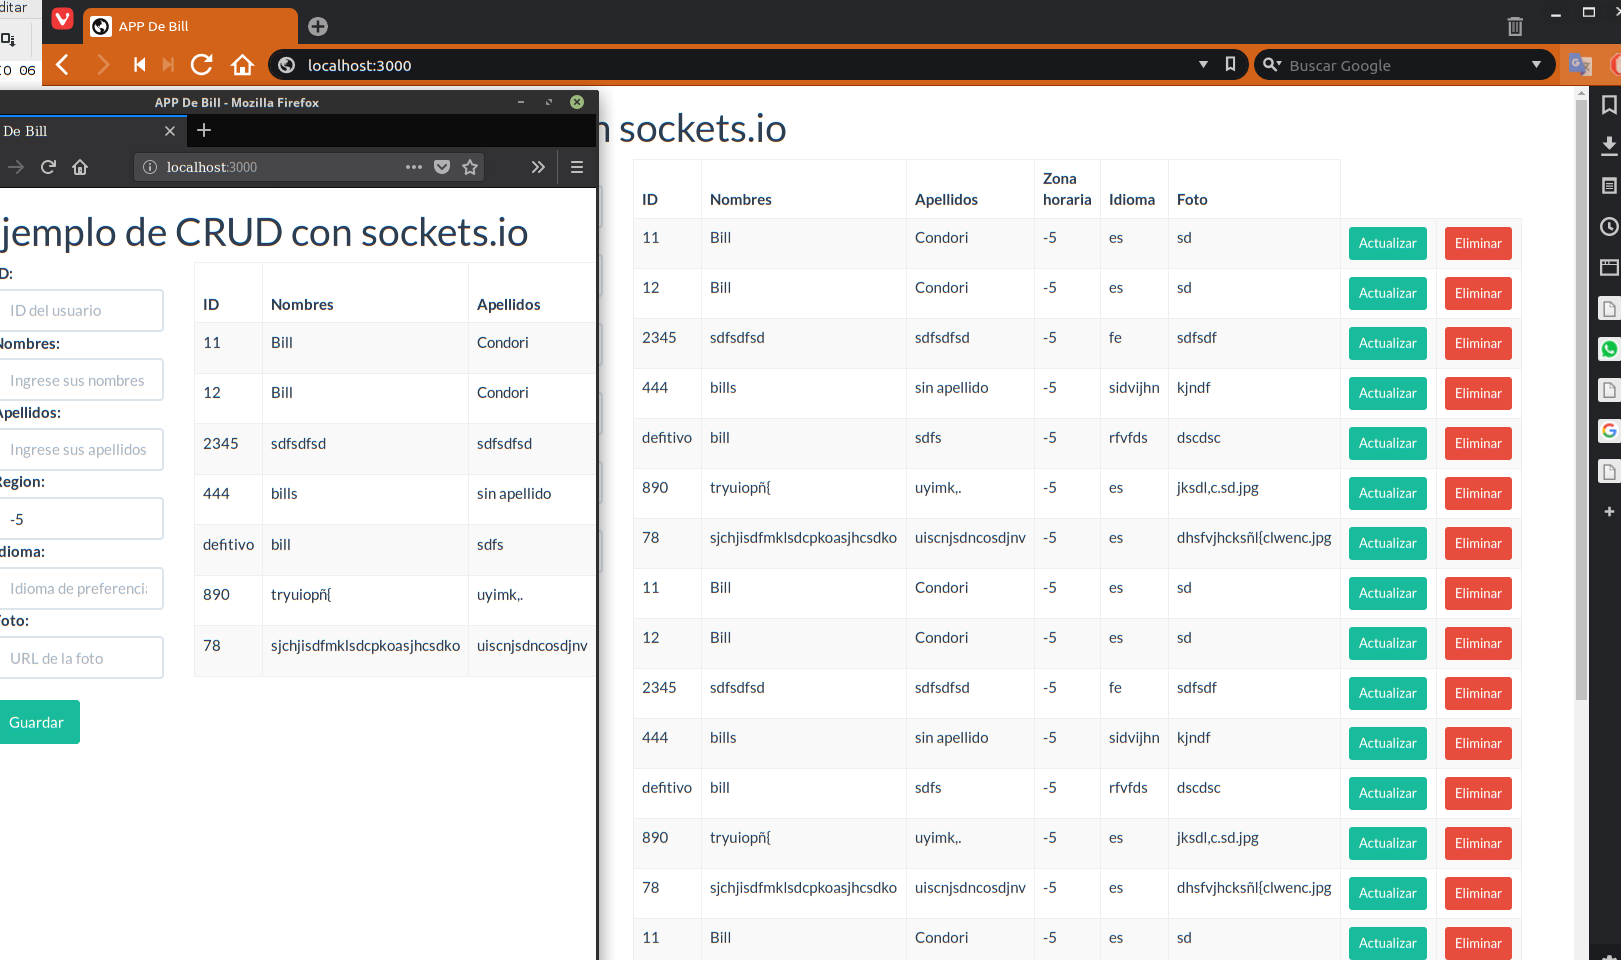 ditar
IO 06
APP De Bill
localhost:3000
Buscar Google
APP De Bill - Mozilla Firefox
De Bill
localhost:3000
jemplo de CRUD con sockets.io
D:
ID del usuario
Nombres:
Ingrese sus nombres
Apellidos:
Ingrese sus apellidos
Region:
-5
dioma:
Idioma de preferencia
Foto:
URL de la foto
Guardar
ID Nombres Apellidos
11 Bill Condori
12 Bill Condori
2345 sdfsdfsd sdfsdfsd
444 bills sin apellido
defitivo bill sdfs
890 tryuiopñ{ uyimk,.
78 sjchjisdfmklsdcpkoasjhcsdko uiscnjsdncosdjnv
n sockets.io
ID Nombres Apellidos Zona horaria Idioma Foto
11 Bill Condori -5 es sd Actualizar Eliminar
12 Bill Condori -5 es sd Actualizar Eliminar
2345 sdfsdfsd sdfsdfsd -5 fe sdfsdf Actualizar Eliminar
444 bills sin apellido -5 sidvijhn kjndf Actualizar Eliminar
defitivo bill sdfs -5 rfvfds dscdsc Actualizar Eliminar
890 tryuiopñ{ uyimk,. -5 es jksdl,c.sd.jpg Actualizar Eliminar
78 sjchjisdfmklsdcpkoasjhcsdko uiscnjsdncosdjnv -5 es dhsfvjhcksñl{clwenc.jpg Actualizar Eliminar
11 Bill Condori -5 es sd Actualizar Eliminar
12 Bill Condori -5 es sd Actualizar Eliminar
2345 sdfsdfsd sdfsdfsd -5 fe sdfsdf Actualizar Eliminar
444 bills sin apellido -5 sidvijhn kjndf Actualizar Eliminar
defitivo bill sdfs -5 rfvfds dscdsc Actualizar Eliminar
890 tryuiopñ{ uyimk,. -5 es jksdl,c.sd.jpg Actualizar Eliminar
78 sjchjisdfmklsdcpkoasjhcsdko uiscnjsdncosdjnv -5 es dhsfvjhcksñl{clwenc.jpg Actualizar Eliminar
11 Bill Condori -5 es sd Actualizar Eliminar